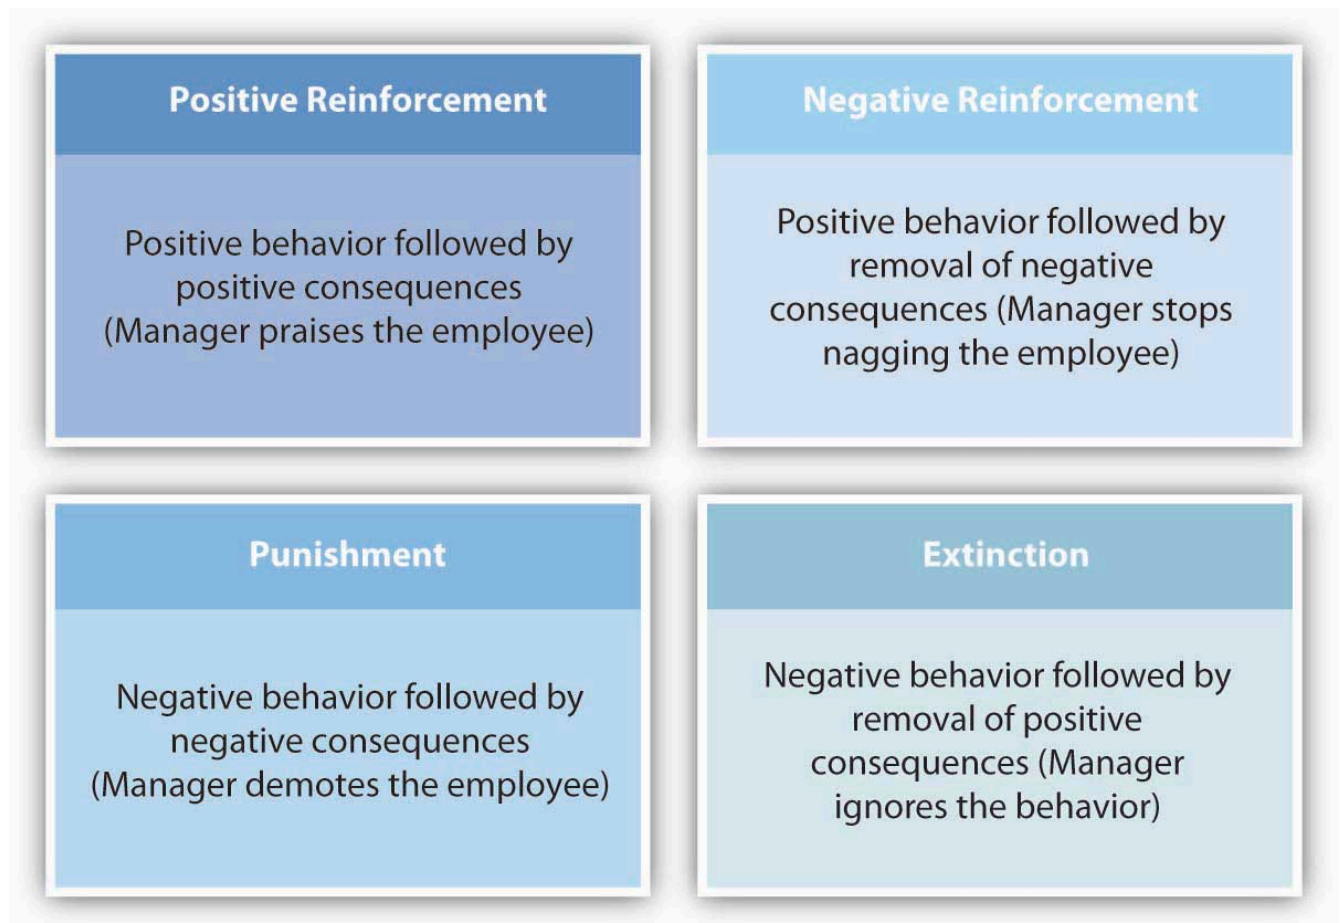 Positive Reinforcement
Positive behavior followed by
positive consequences
(Manager praises the employee)
Negative Reinforcement
Positive behavior followed by
removal of negative
consequences (Manager stops
nagging the employee)
Punishment
Negative behavior followed by
negative consequences
(Manager demotes the employee)
Extinction
Negative behavior followed by
removal of positive
consequences (Manager
ignores the behavior)